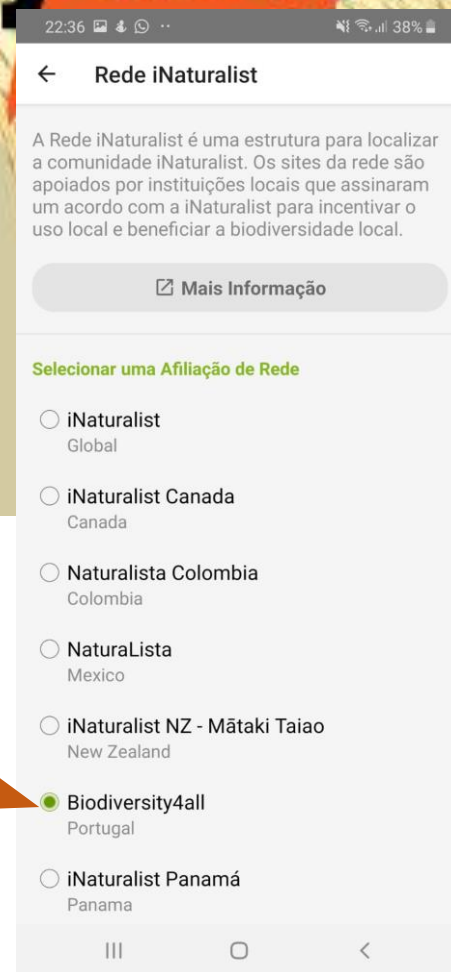 22:36
38%
Rede iNaturalist
A Rede iNaturalist é uma estrutura para localizar
a comunidade iNaturalist. Os sites da rede são
apoiados por instituições locais que assinaram
um acordo com a iNaturalist para incentivar o
uso local e beneficiar a biodiversidade local.
Mais Informação
Selecionar uma Afiliação de Rede
iNaturalist
Global
iNaturalist Canada
Canada
Naturalista Colombia
Colombia
NaturaLista
Mexico
iNaturalist NZ - Mātaki Taiao
New Zealand
Biodiversity4all
Portugal
iNaturalist Panamá
Panama